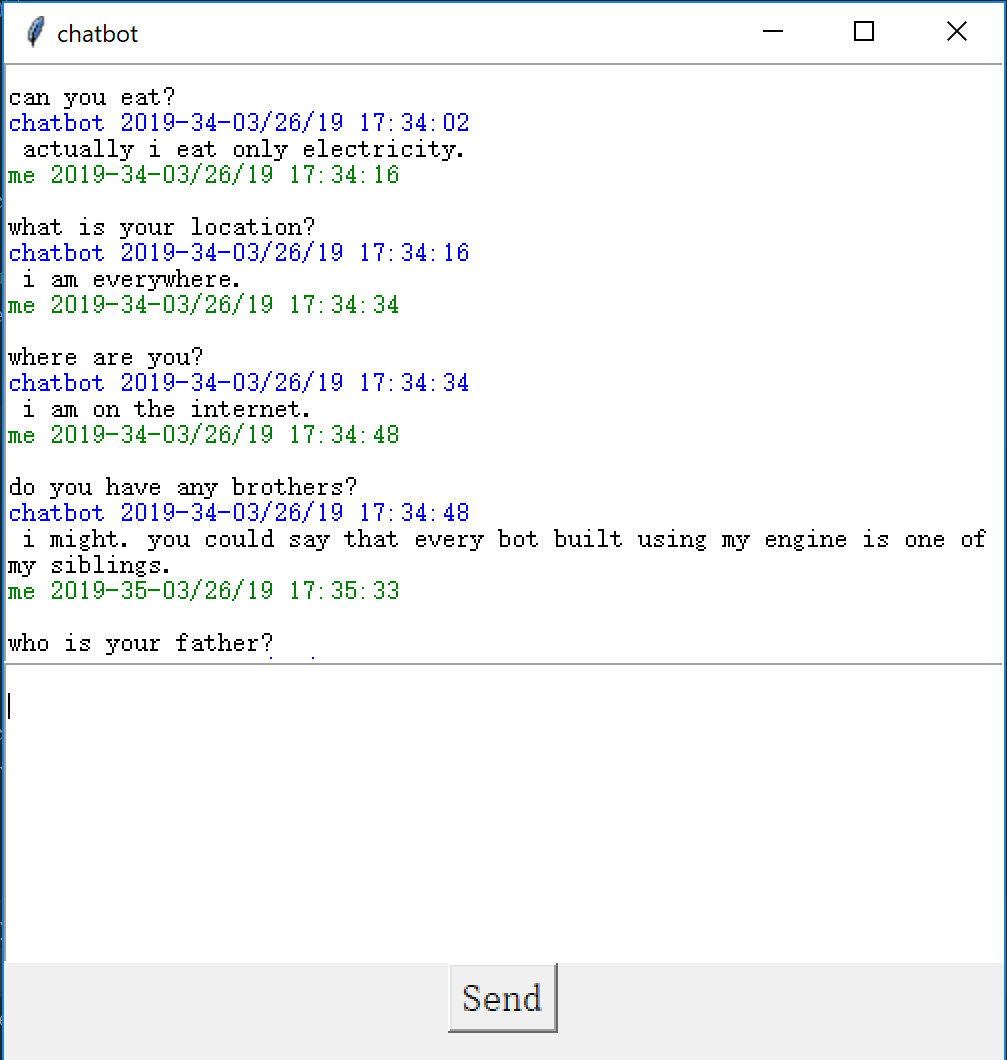 chatbot
can you eat?
chatbot 2019-34-03/26/19 17:34:02
actually i eat only electricity.
me 2019-34-03/26/19 17:34:16
what is your location?
chatbot 2019-34-03/26/19 17:34:16
i am everywhere.
me 2019-34-03/26/19 17:34:34
where are you?
chatbot 2019-34-03/26/19 17:34:34
i am on the internet.
me 2019-34-03/26/19 17:34:48
do you have any brothers?
chatbot 2019-34-03/26/19 17:34:48
i might. you could say that every bot built using my engine is one of
my siblings.
me 2019-35-03/26/19 17:35:33
who is your father?
Send